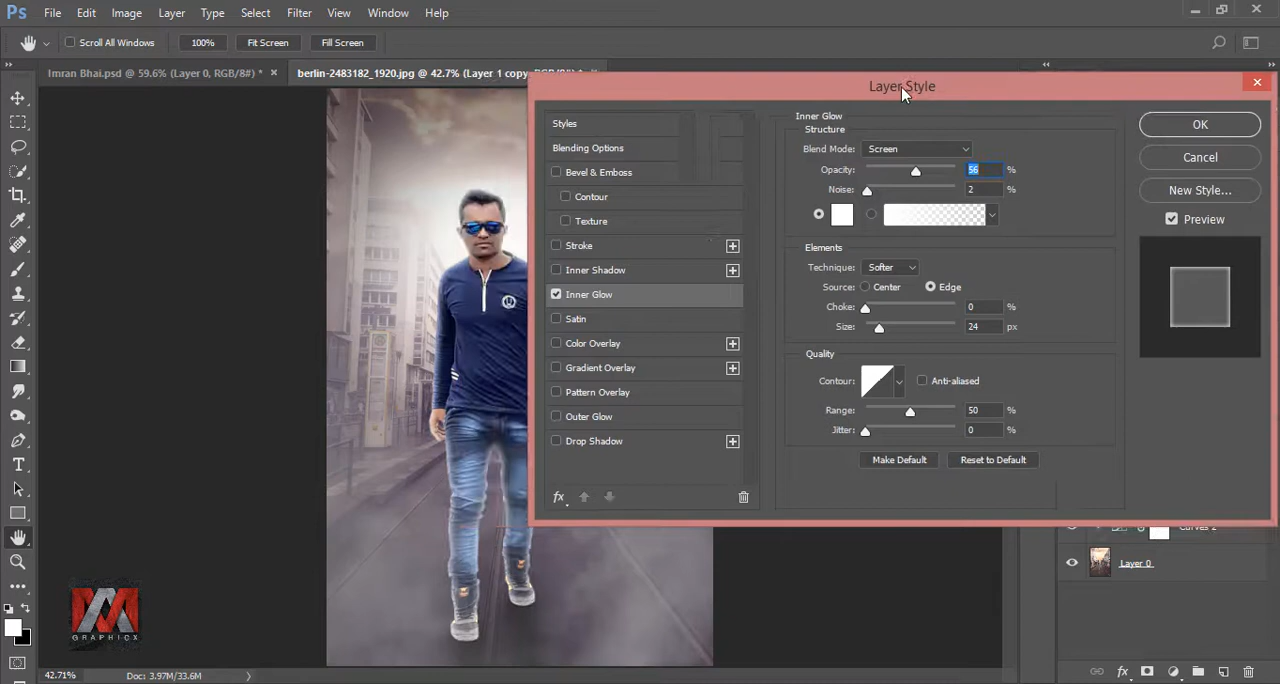 Ps File Edit Image Layer Type Select Filter View Window Help
Scroll All Windows 100% Fit Screen Fill Screen
Imran Bhai.psd @ 59.6% (Layer 0, RGB/8#) * × berlin-2483182_1920.jpg @ 42.7% (Layer 1 copy, RGB/8#) * ×
Layer Style
Styles
Blending Options
Bevel & Emboss
Contour
Texture
Stroke
Inner Shadow
Inner Glow
Satin
Color Overlay
Gradient Overlay
Pattern Overlay
Outer Glow
Drop Shadow
fx
Inner Glow
Structure
Blend Mode: Screen
Opacity: 56 %
Noise: 2 %
Elements
Technique: Softer
Source: Center Edge
Choke: 0 %
Size: 24 px
Quality
Contour: Anti-aliased
Range: 50 %
Jitter: 0 %
Make Default Reset to Default
OK
Cancel
New Style...
Preview
Curves 2
Layer 0
GRAPHICX
42.71% Doc: 3.97M/33.6M
fx